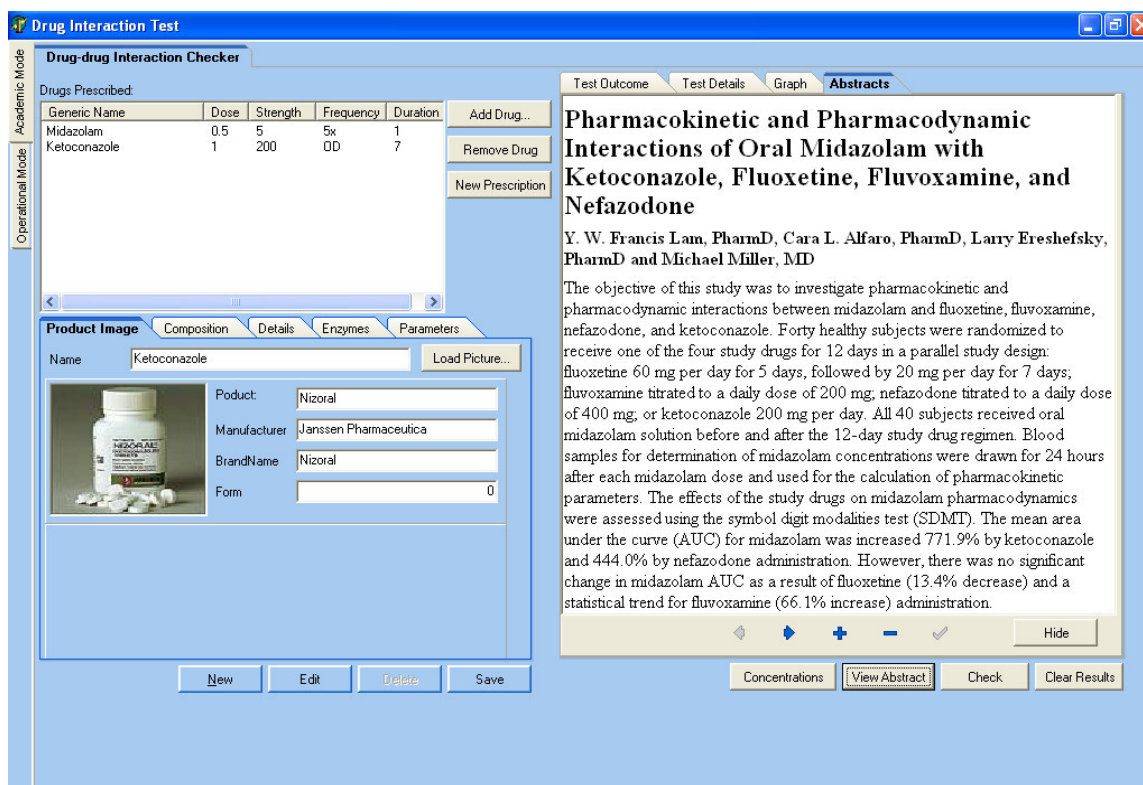 Drug Interaction Test
Academic Mode
Operational Mode
Drug-drug Interaction Checker
Drugs Prescribed:
Generic Name Dose Strength Frequency Duration
Midazolam 0.5 5 5x 1
Ketoconazole 1 200 OD 7
Add Drug...
Remove Drug
New Prescription
Product Image Composition Details Enzymes Parameters
Name Ketoconazole Load Picture...
NIZORAL
Poduct: Nizoral
Manufacturer Janssen Pharmaceutica
BrandName Nizoral
Form 0
New Edit Delete Save
Test Outcome Test Details Graph Abstracts
Pharmacokinetic and Pharmacodynamic
Interactions of Oral Midazolam with
Ketoconazole, Fluoxetine, Fluvoxamine, and
Nefazodone
Y. W. Francis Lam, PharmD, Cara L. Alfaro, PharmD, Larry Ereshefsky,
PharmD and Michael Miller, MD
The objective of this study was to investigate pharmacokinetic and
pharmacodynamic interactions between midazolam and fluoxetine, fluvoxamine,
nefazodone, and ketoconazole. Forty healthy subjects were randomized to
receive one of the four study drugs for 12 days in a parallel study design:
fluoxetine 60 mg per day for 5 days, followed by 20 mg per day for 7 days;
fluvoxamine titrated to a daily dose of 200 mg; nefazodone titrated to a daily dose
of 400 mg; or ketoconazole 200 mg per day. All 40 subjects received oral
midazolam solution before and after the 12-day study drug regimen. Blood
samples for determination of midazolam concentrations were drawn for 24 hours
after each midazolam dose and used for the calculation of pharmacokinetic
parameters. The effects of the study drugs on midazolam pharmacodynamics
were assessed using the symbol digit modalities test (SDMT). The mean area
under the curve (AUC) for midazolam was increased 771.9% by ketoconazole
and 444.0% by nefazodone administration. However, there was no significant
change in midazolam AUC as a result of fluoxetine (13.4% decrease) and a
statistical trend for fluvoxamine (66.1% increase) administration.
Hide
Concentrations View Abstract Check Clear Results